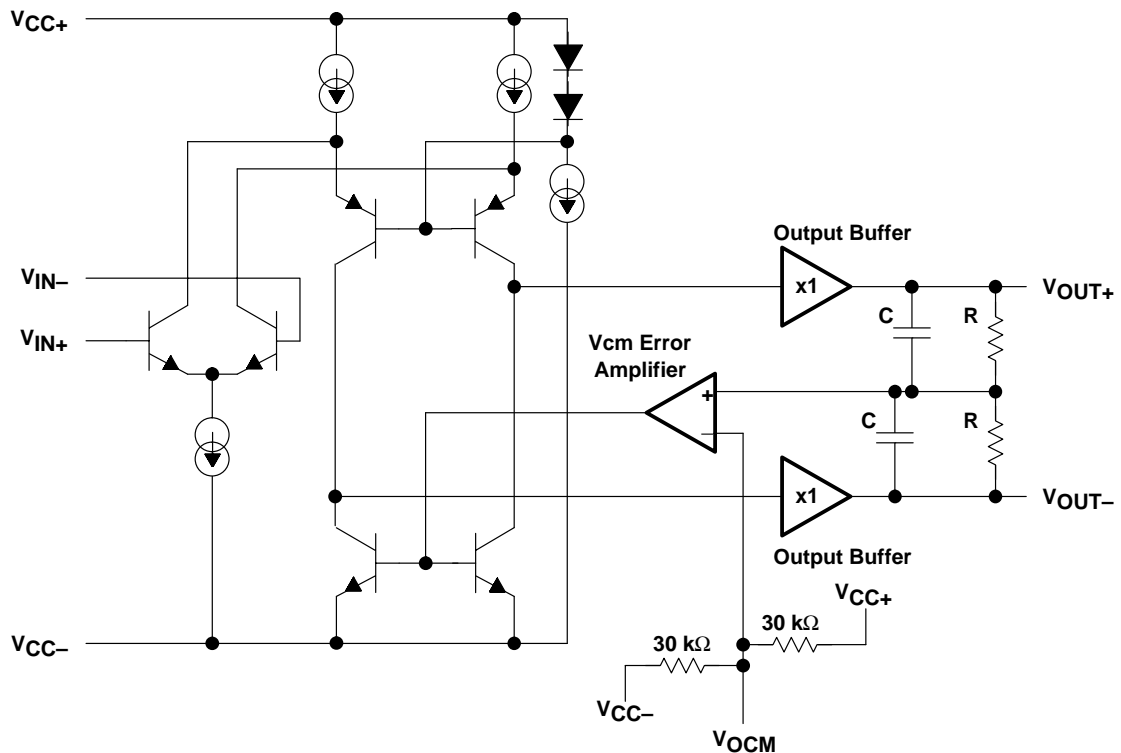 VCC+
Output Buffer
x1
VIN–
VOUT+
C
R
VIN+
Vcm Error
Amplifier
+
–
C
R
x1
VOUT–
Output Buffer
VCC+
30 kΩ
VCC–
30 kΩ
VCC–
VOCM